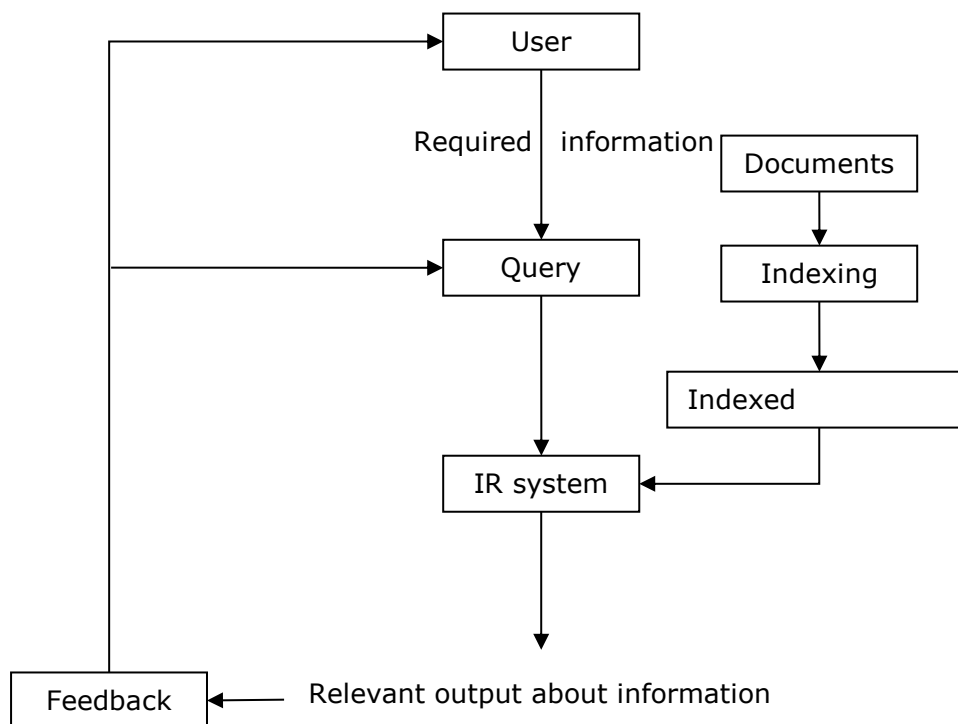 User
Required information
Documents
Query
Indexing
Indexed
IR system
Feedback
Relevant output about information